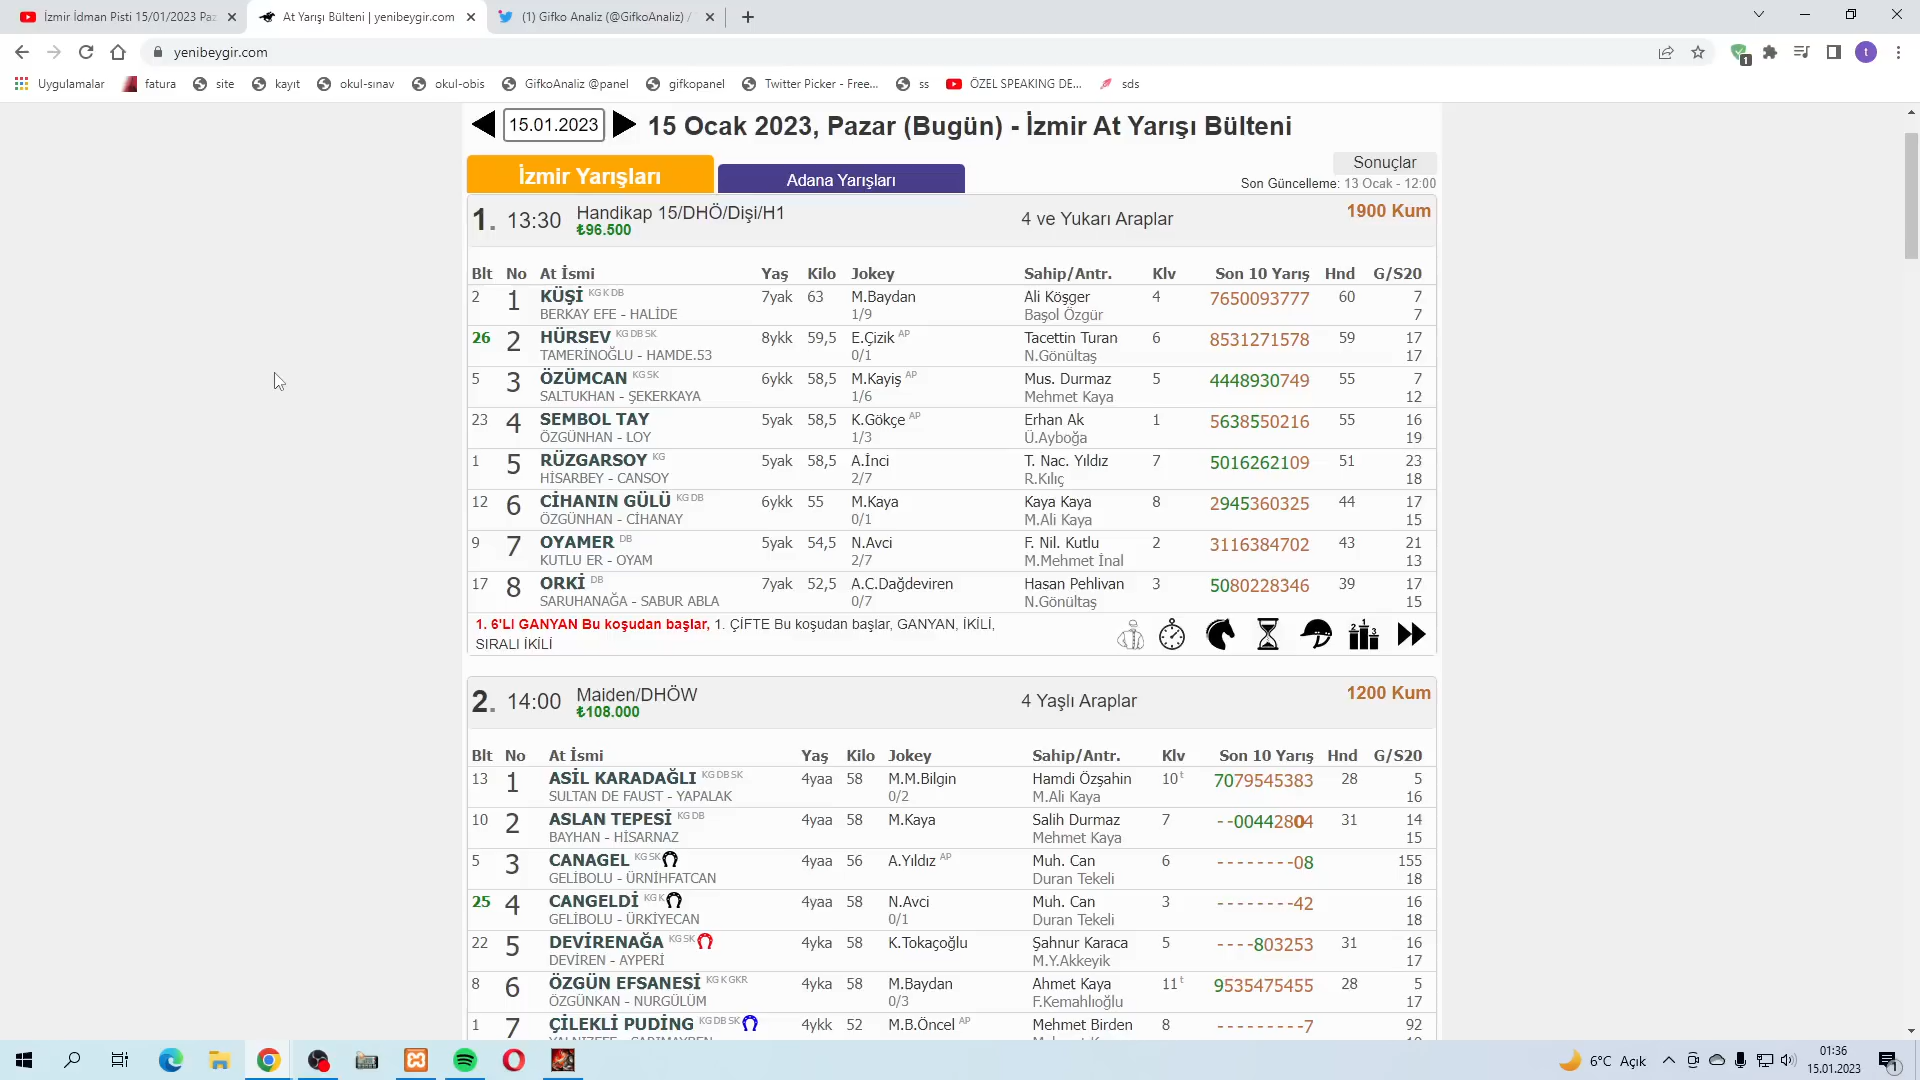 İzmir İdman Pisti 15/01/2023 Paz
At Yarışı Bülteni | yenibeygir.com
(1) Gifko Analiz (@GifkoAnaliz) /
yenibeygir.com
1
t
Uygulamalar
fatura
site
kayıt
okul-sınav
okul-obis
GifkoAnaliz @panel
gifkopanel
Twitter Picker - Free...
ss
ÖZEL SPEAKING DE...
sds
15.01.2023
15 Ocak 2023, Pazar (Bugün) - İzmir At Yarışı Bülteni
İzmir Yarışları
Adana Yarışları
Sonuçlar
Son Güncelleme: 13 Ocak - 12:00
1. 13:30 Handikap 15/DHÖ/Dişi/H1 4 ve Yukarı Araplar 1900 Kum
₺96.500
Blt No At İsmi Yaş Kilo Jokey Sahip/Antr. Klv Son 10 Yarış Hnd G/S20
2 1 KÜŞİ KG K DB 7yak 63 M.Baydan Ali Köşger 4 7650093777 60 7
BERKAY EFE - HALİDE 1/9 Başol Özgür 7
26 2 HÜRSEV KG DB SK 8ykk 59,5 E.Çizik AP Tacettin Turan 6 8531271578 59 17
TAMERİNOĞLU - HAMDE.53 0/1 N.Gönültaş 17
5 3 ÖZÜMCAN KG SK 6ykk 58,5 M.Kayiş AP Mus. Durmaz 5 4448930749 55 7
SALTUKHAN - ŞEKERKAYA 1/6 Mehmet Kaya 12
23 4 SEMBOL TAY 5yak 58,5 K.Gökçe AP Erhan Ak 1 5638550216 55 16
ÖZGÜNHAN - LOY 1/3 Ü.Ayboğa 19
1 5 RÜZGARSOY KG 5yak 58,5 A.İnci T. Nac. Yıldız 7 5016262109 51 23
HİSARBEY - CANSOY 2/7 R.Kılıç 18
12 6 CİHANIN GÜLÜ KG DB 6ykk 55 M.Kaya Kaya Kaya 8 2945360325 44 17
ÖZGÜNHAN - CİHANAY 0/1 M.Ali Kaya 15
9 7 OYAMER DB 5yak 54,5 N.Avci F. Nil. Kutlu 2 3116384702 43 21
KUTLU ER - OYAM 2/7 M.Mehmet İnal 13
17 8 ORKİ DB 7yak 52,5 A.C.Dağdeviren Hasan Pehlivan 3 5080228346 39 17
SARUHANAĞA - SABUR ABLA 0/7 N.Gönültaş 15
1. 6'LI GANYAN Bu koşudan başlar, 1. ÇİFTE Bu koşudan başlar, GANYAN, İKİLİ,
SIRALI İKİLİ
2. 14:00 Maiden/DHÖW 4 Yaşlı Araplar 1200 Kum
₺108.000
Blt No At İsmi Yaş Kilo Jokey Sahip/Antr. Klv Son 10 Yarış Hnd G/S20
13 1 ASİL KARADAĞLI KG DB SK 4yaa 58 M.M.Bilgin Hamdi Özşahin 10 t 7079545383 28 5
SULTAN DE FAUST - YAPALAK 0/2 M.Ali Kaya 16
10 2 ASLAN TEPESİ KG DB 4yaa 58 M.Kaya Salih Durmaz 7 --00442804 31 14
BAYHAN - HİSARNAZ Mehmet Kaya 15
5 3 CANAGEL KG SK 4yaa 56 A.Yıldız AP Muh. Can 6 --------08 155
GELİBOLU - ÜRNİHFATCAN Duran Tekeli 18
25 4 CANGELDİ KG K 4yaa 58 N.Avci Muh. Can 3 --------42 16
GELİBOLU - ÜRKİYECAN 0/1 Duran Tekeli 18
22 5 DEVİRENAĞA KG SK 4yka 58 K.Tokaçoğlu Şahnur Karaca 5 ----803253 31 16
DEVİREN - AYPERİ M.Y.Akkeyik 17
8 6 ÖZGÜN EFSANESİ KG K GKR 4yka 58 M.Baydan Ahmet Kaya 11 t 9535475455 28 5
ÖZGÜNKAN - NURGÜLÜM 0/3 F.Kemahlıoğlu 17
1 7 ÇİLEKLİ PUDİNG KG DB SK 4ykk 52 M.B.Öncel AP Mehmet Birden 8 ---------7 92
6°C Açık
01:36
15.01.2023
1